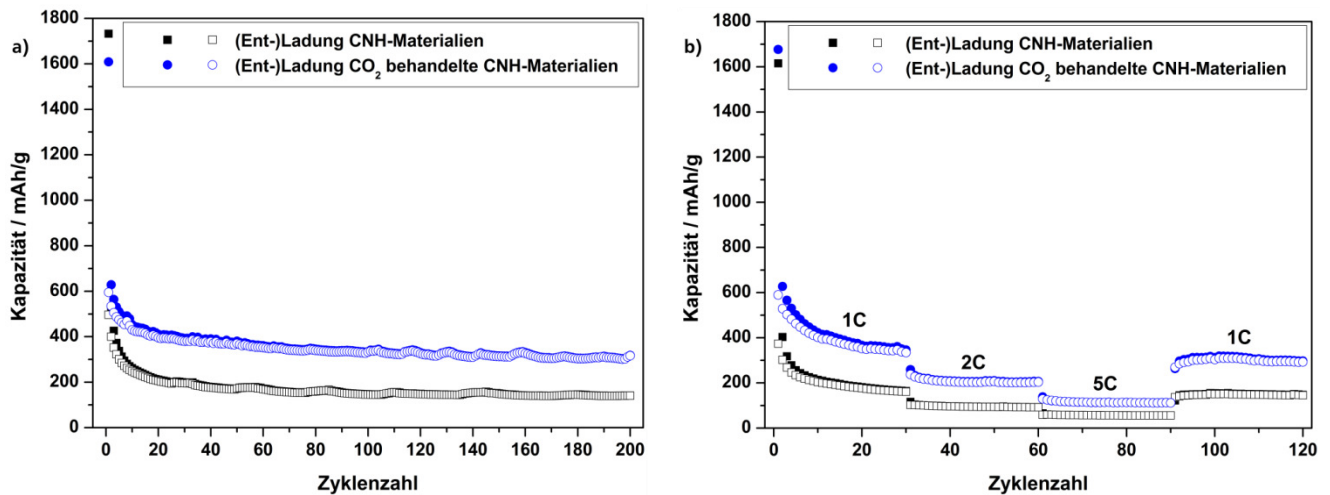 a)
(Ent-)Ladung CNH-Materialien
(Ent-)Ladung CO₂ behandelte CNH-Materialien
Kapazität / mAh/g
1800
1600
1400
1200
1000
800
600
400
200
0
0 20 40 60 80 100 120 140 160 180 200
Zyklenzahl
b)
(Ent-)Ladung CNH-Materialien
(Ent-)Ladung CO₂ behandelte CNH-Materialien
Kapazität / mAh/g
1800
1600
1400
1200
1000
800
600
400
200
0
1C
2C
5C
1C
0 20 40 60 80 100 120
Zyklenzahl